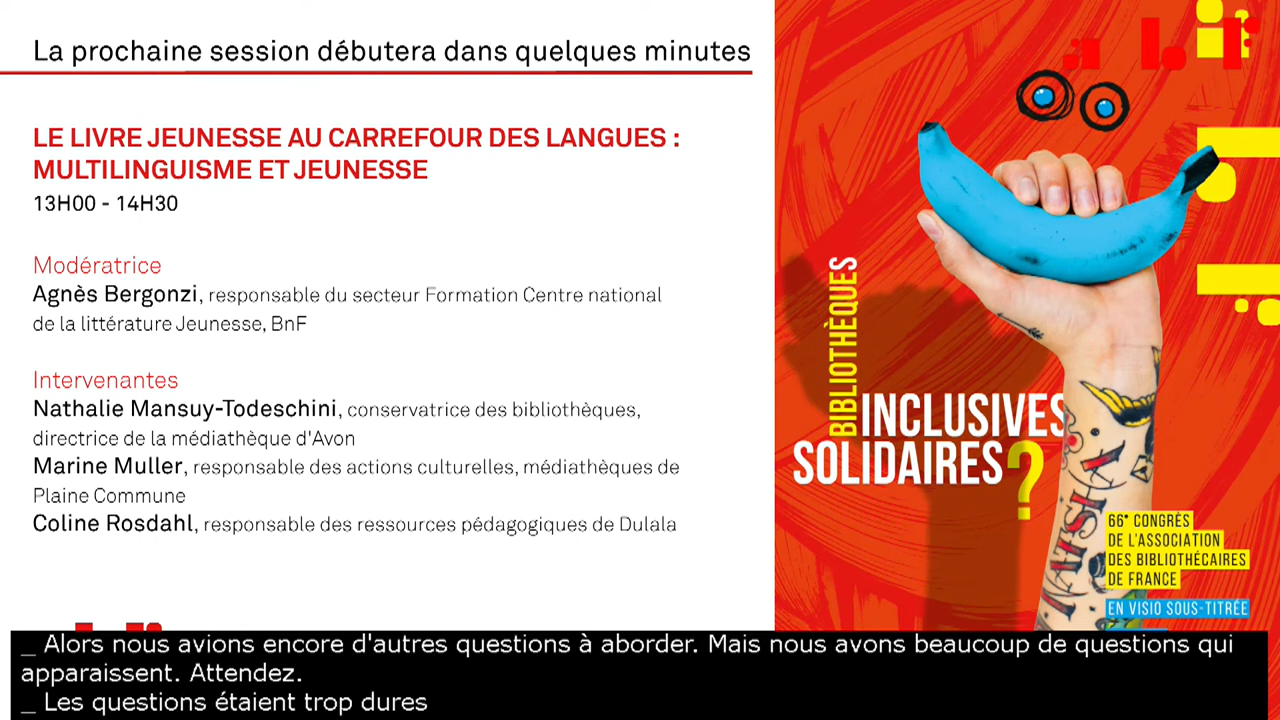 La prochaine session débutera dans quelques minutes
LE LIVRE JEUNESSE AU CARREFOUR DES LANGUES :
MULTILINGUISME ET JEUNESSE
13H00 - 14H30
Modératrice
Agnès Bergonzi, responsable du secteur Formation Centre national
de la littérature Jeunesse, BnF
Intervenantes
Nathalie Mansuy-Todeschini, conservatrice des bibliothèques,
directrice de la médiathèque d'Avon
Marine Muller, responsable des actions culturelles, médiathèques de
Plaine Commune
Coline Rosdahl, responsable des ressources pédagogiques de Dulala
a b f
BIBLIOTHÈQUES
INCLUSIVES
SOLIDAIRES ?
66e CONGRÈS
DE L'ASSOCIATION
DES BIBLIOTHÉCAIRES
DE FRANCE
EN VISIO SOUS-TITRÉE
_ Alors nous avions encore d'autres questions à aborder. Mais nous avons beaucoup de questions qui
apparaissent. Attendez.
_ Les questions étaient trop dures